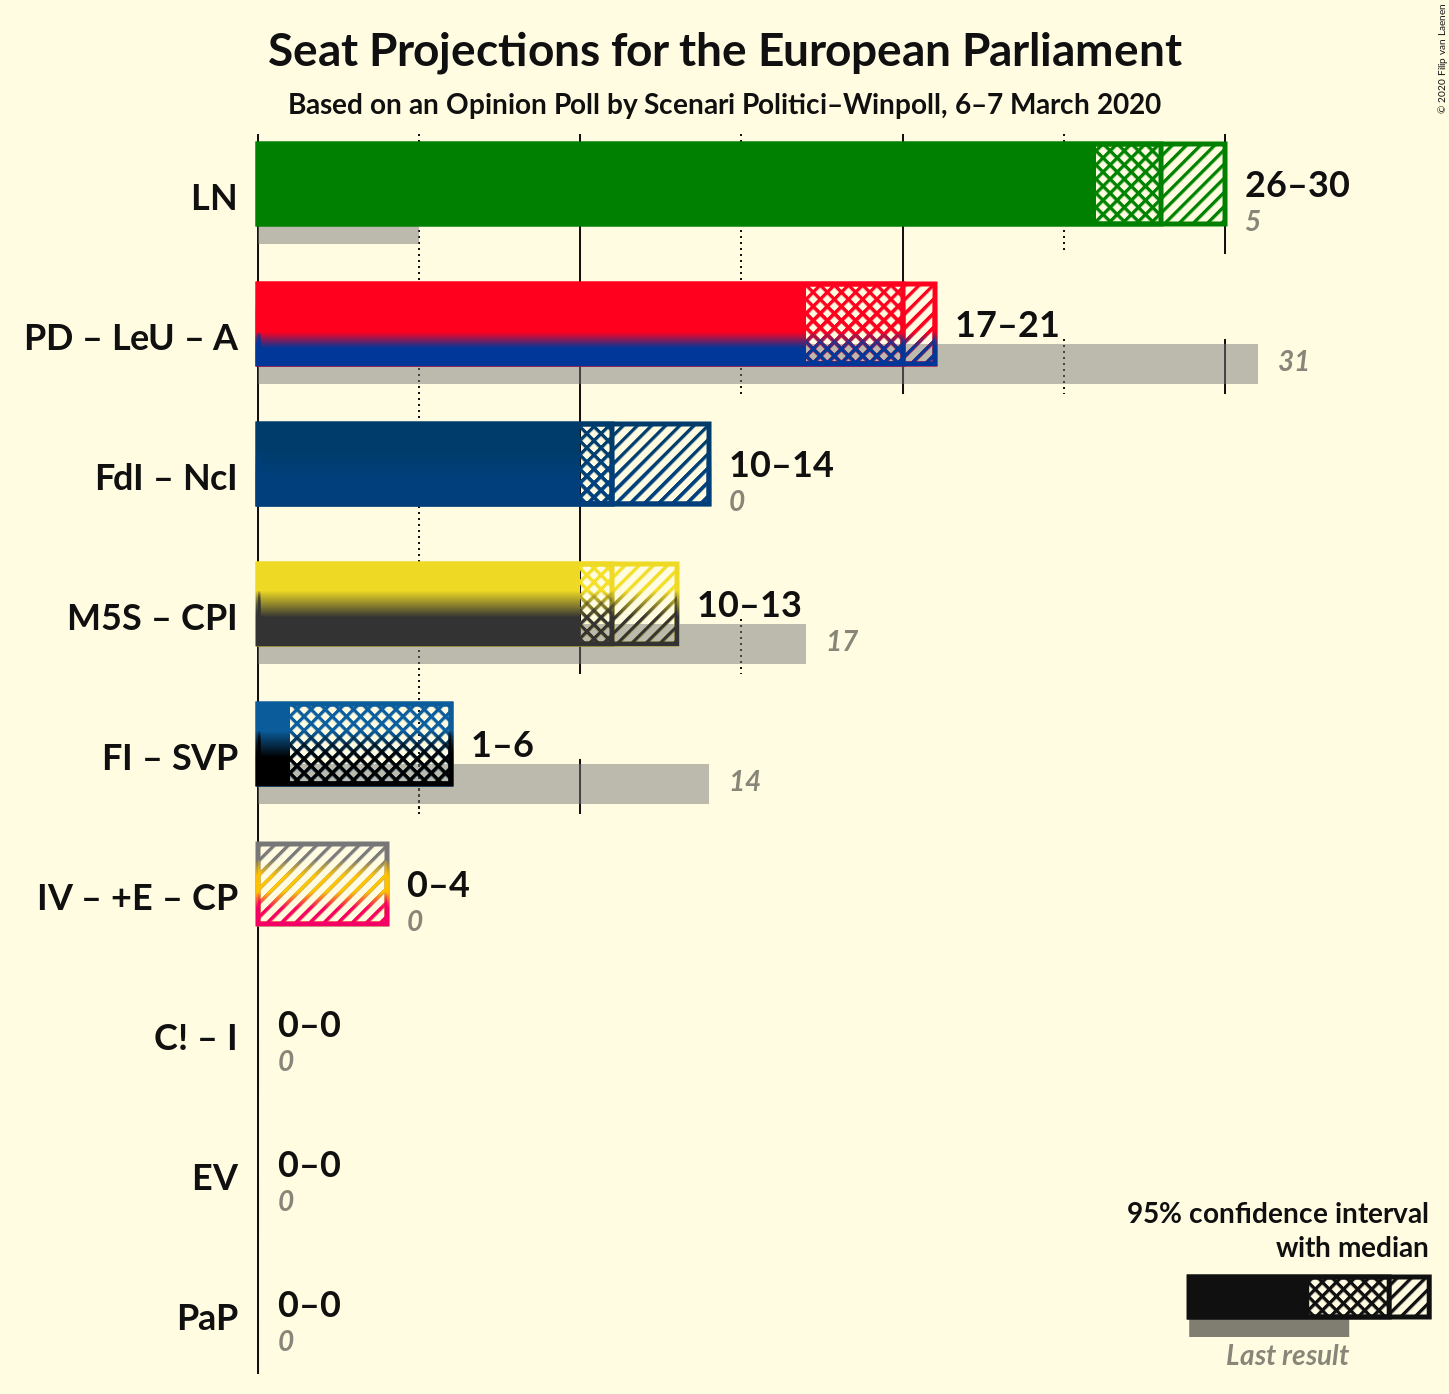 Seat Projections for the European Parliament
Based on an Opinion Poll by Scenari Politici–Winpoll, 6–7 March 2020
© 2020 Filip van Laenen
LN
26–30
5
PD – LeU – A
17–21
31
FdI – NcI
10–14
0
M5S – CPI
10–13
17
FI – SVP
1–6
14
IV – +E – CP
0–4
0
C! – I
0–0
0
EV
0–0
0
PaP
0–0
0
95% confidence interval
with median
Last result